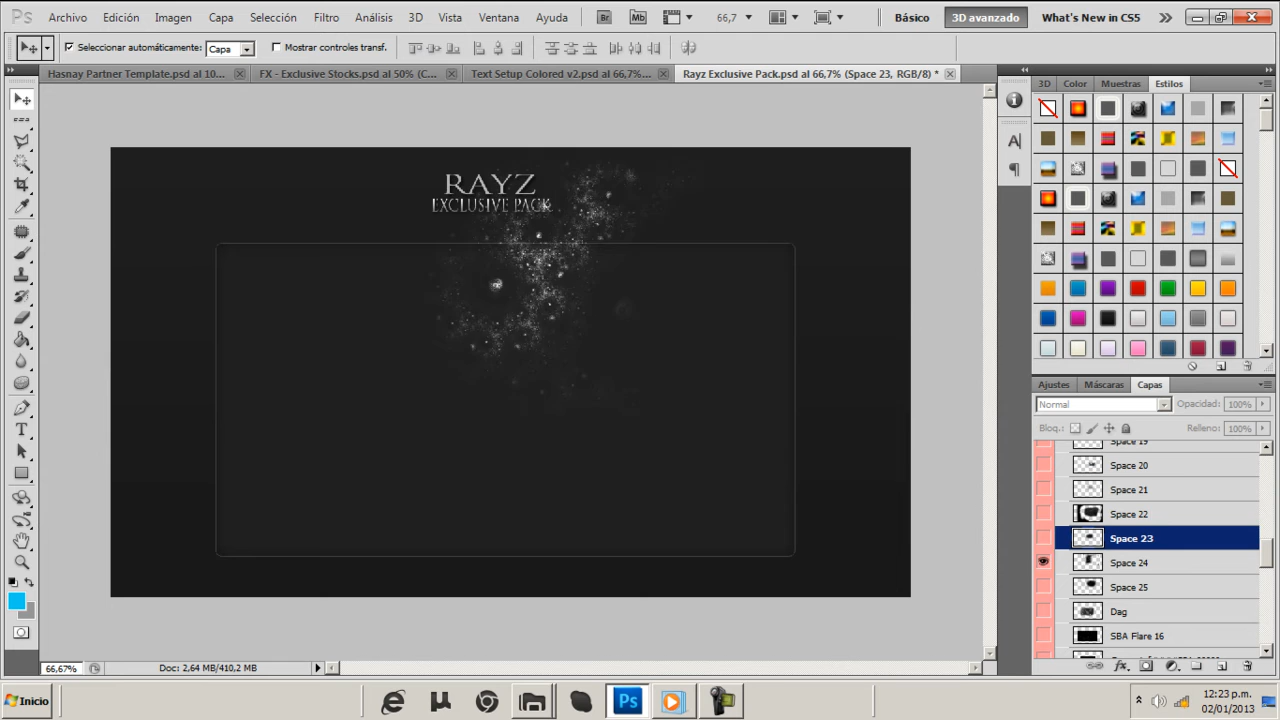 Ps Archivo Edición Imagen Capa Selección Filtro Análisis 3D Vista Ventana Ayuda Br Mb 66,7 Básico 3D avanzado What's New in CS5
Seleccionar automáticamente: Capa Mostrar controles transf.
Hasnay Partner Template.psd al 10... FX - Exclusive Stocks.psd al 50% (C... Text Setup Colored v2.psd al 66,7%... Rayz Exclusive Pack.psd al 66,7% (Space 23, RGB/8) *
3D Color Muestras Estilos
RAYZ
EXCLUSIVE PACK
Ajustes Máscaras Capas
Normal Opacidad: 100%
Bloq.: Relleno: 100%
Space 19
Space 20
Space 21
Space 22
Space 23
Space 24
Space 25
Dag
SBA Flare 16
66,67% Doc: 2,64 MB/410,2 MB
Inicio Ps 12:23 p.m.
02/01/2013